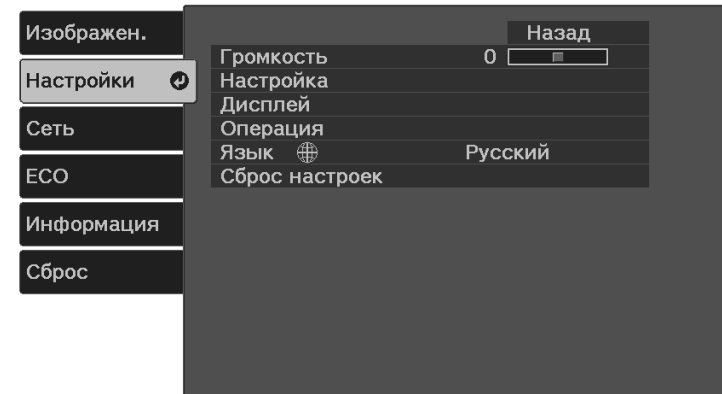 Изображен.
Настройки
Сеть
ECO
Информация
Сброс
Назад
Громкость 0
Настройка
Дисплей
Операция
Язык Русский
Сброс настроек